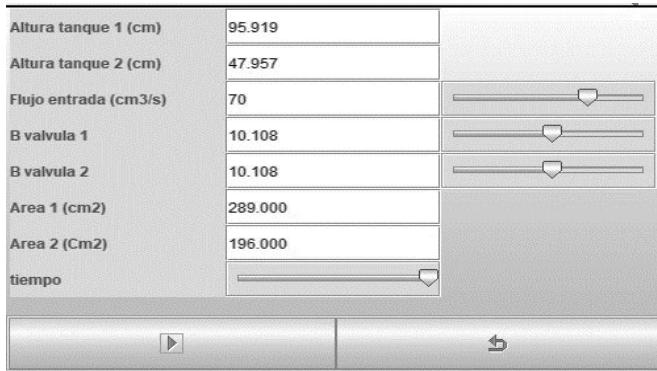 Altura tanque 1 (cm) 95.919
Altura tanque 2 (cm) 47.957
Flujo entrada (cm3/s) 70
B valvula 1 10.108
B valvula 2 10.108
Area 1 (cm2) 289.000
Area 2 (Cm2) 196.000
tiempo